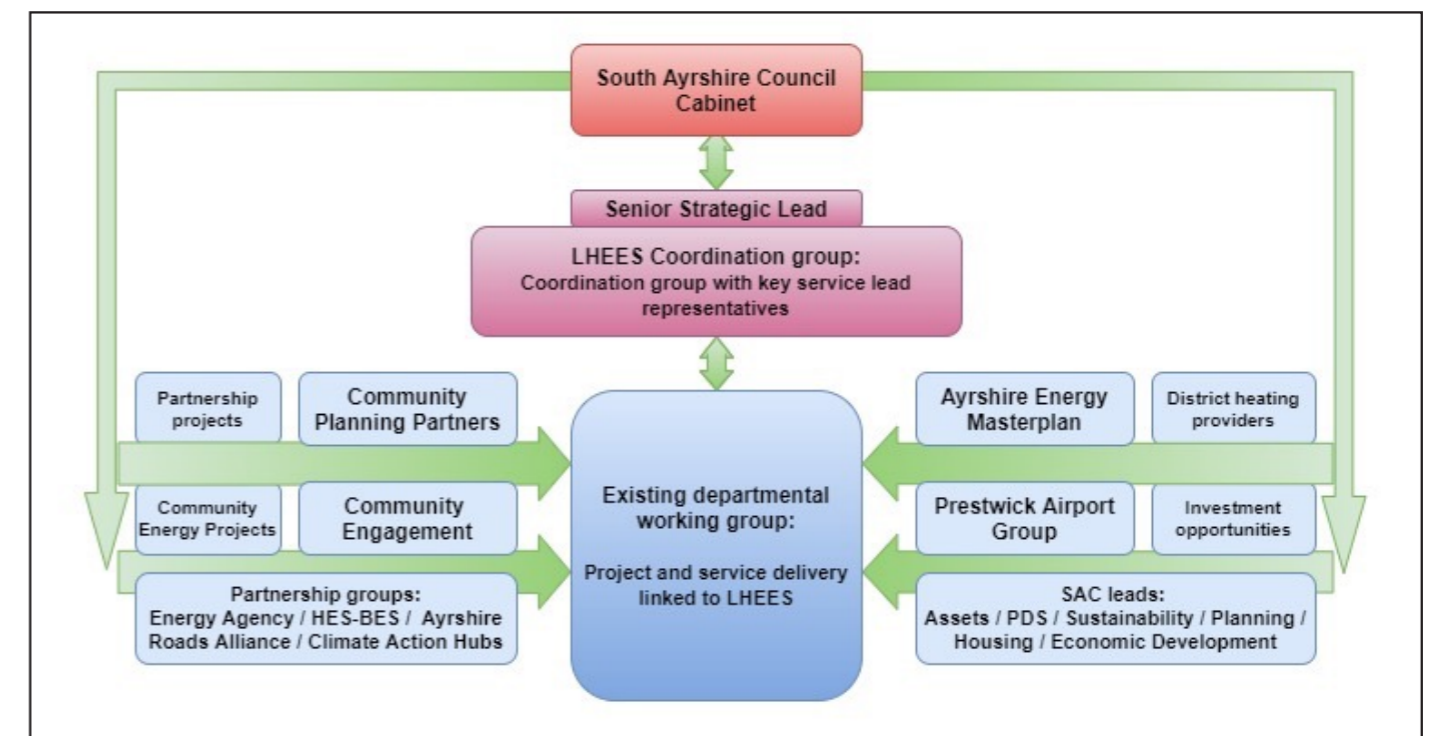 South Ayrshire Council
Cabinet
Senior Strategic Lead
LHEES Coordination group:
Coordination group with key service lead
representatives
Partnership
projects
Community
Planning Partners
Community
Energy Projects
Community
Engagement
Partnership groups:
Energy Agency / HES-BES / Ayrshire
Roads Alliance / Climate Action Hubs
Existing departmental
working group:
Project and service delivery
linked to LHEES
Ayrshire Energy
Masterplan
District heating
providers
Prestwick Airport
Group
Investment
opportunities
SAC leads:
Assets / PDS / Sustainability / Planning /
Housing / Economic Development